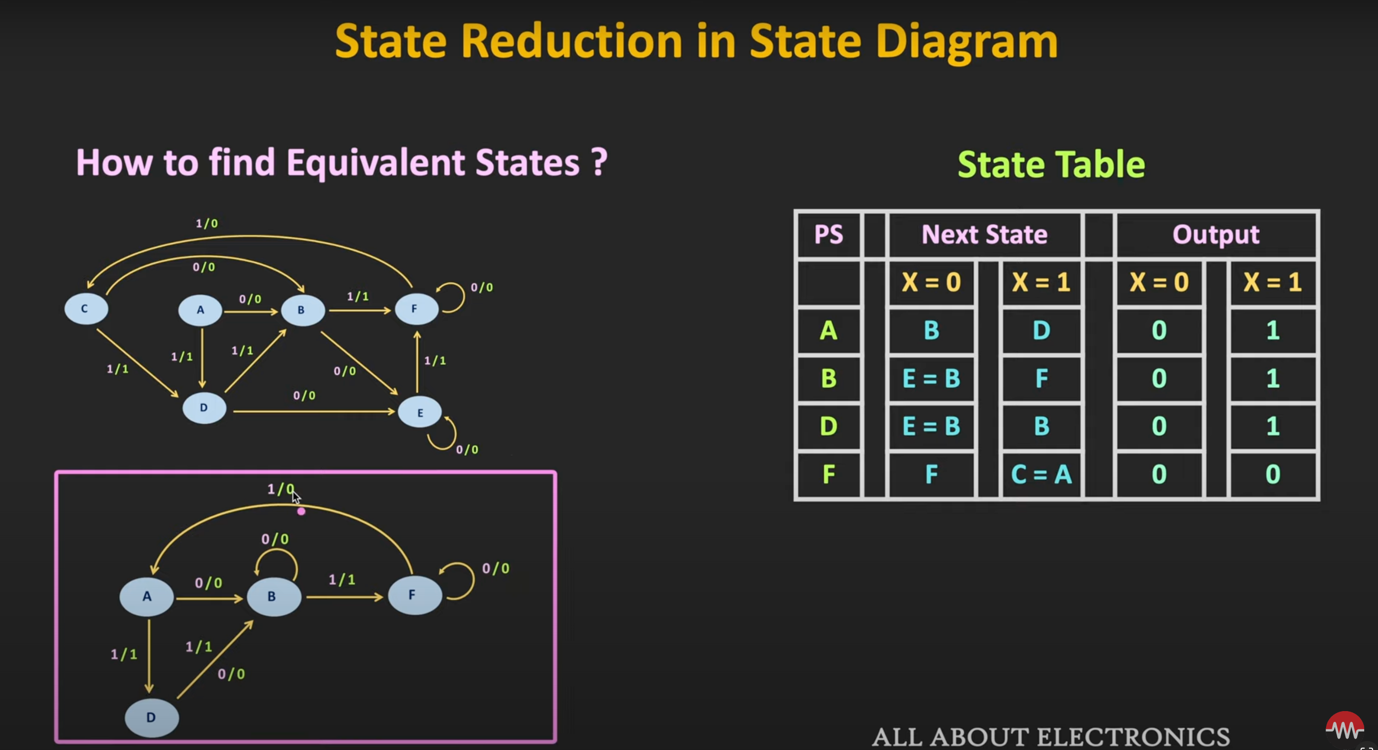 State Reduction in State Diagram
How to find Equivalent States ?
1/0
0/0
C
A
0/0
B
1/1
F
0/0
1/1
1/1
1/1
0/0
1/1
D
0/0
E
0/0
1/0
0/0
A
0/0
B
1/1
F
0/0
1/1
1/1
0/0
D
State Table
PS Next State Output
X = 0 X = 1 X = 0 X = 1
A B D 0 1
B E = B F 0 1
D E = B B 0 1
F F C = A 0 0
ALL ABOUT ELECTRONICS